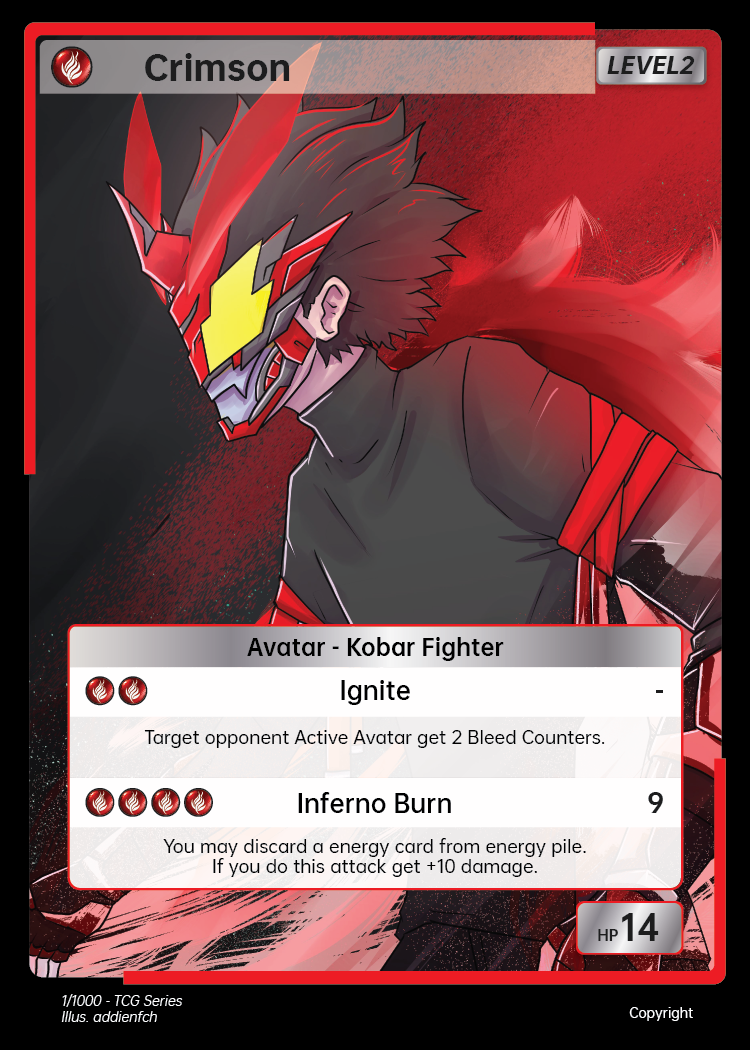 Crimson
LEVEL2
Avatar - Kobar Fighter
Ignite -
Target opponent Active Avatar get 2 Bleed Counters.
Inferno Burn 9
You may discard a energy card from energy pile.
If you do this attack get +10 damage.
HP 14
1/1000 - TCG Series
Illus. addienfch
Copyright